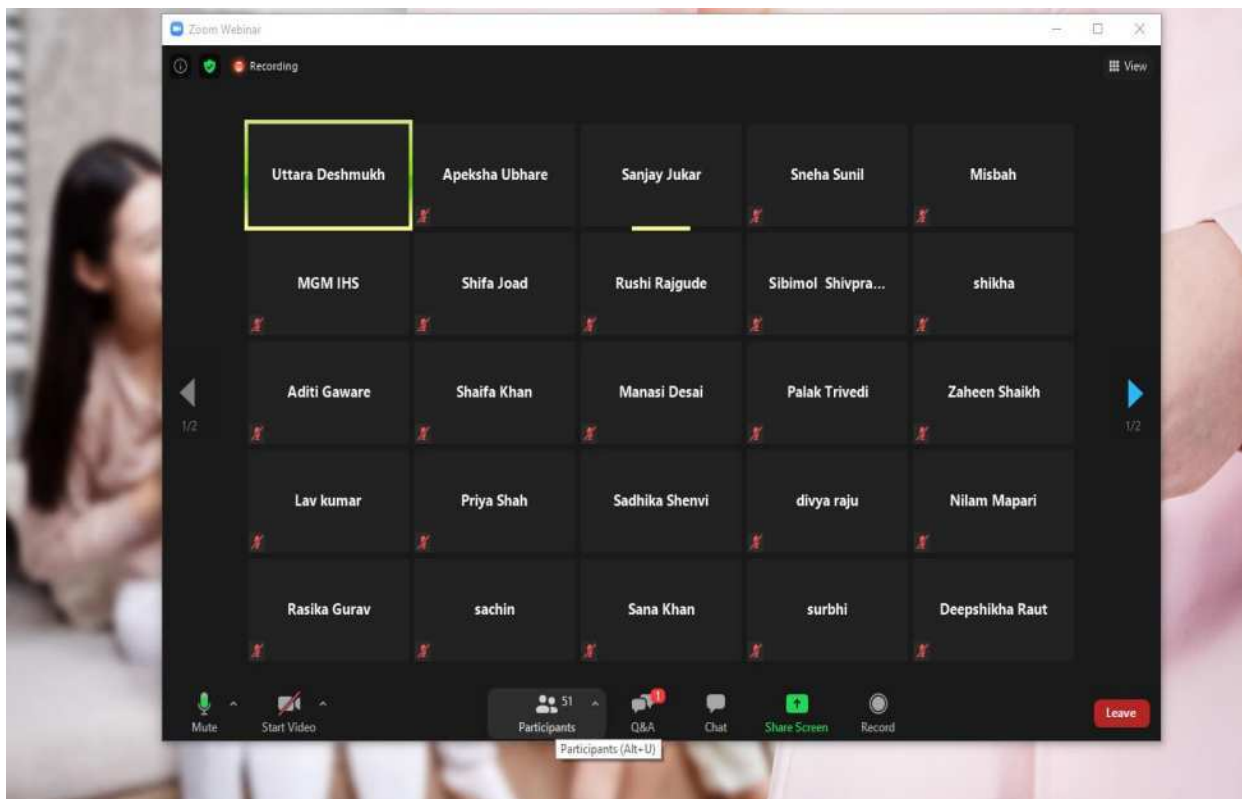 Zoom Webinar
Recording
View
Uttara Deshmukh Apeksha Ubhare Sanjay Jukar Sneha Sunil Misbah
MGM IHS Shifa Joad Rushi Rajgude Sibimol Shivpra... shikha
Aditi Gaware Shaifa Khan Manasi Desai Palak Trivedi Zaheen Shaikh
1/2 1/2
Lav kumar Priya Shah Sadhika Shenvi divya raju Nilam Mapari
Rasika Gurav sachin Sana Khan surbhi Deepshikha Raut
51 1
Mute Start Video Participants Q&A Chat Share Screen Record Leave
Participants (Alt+U)